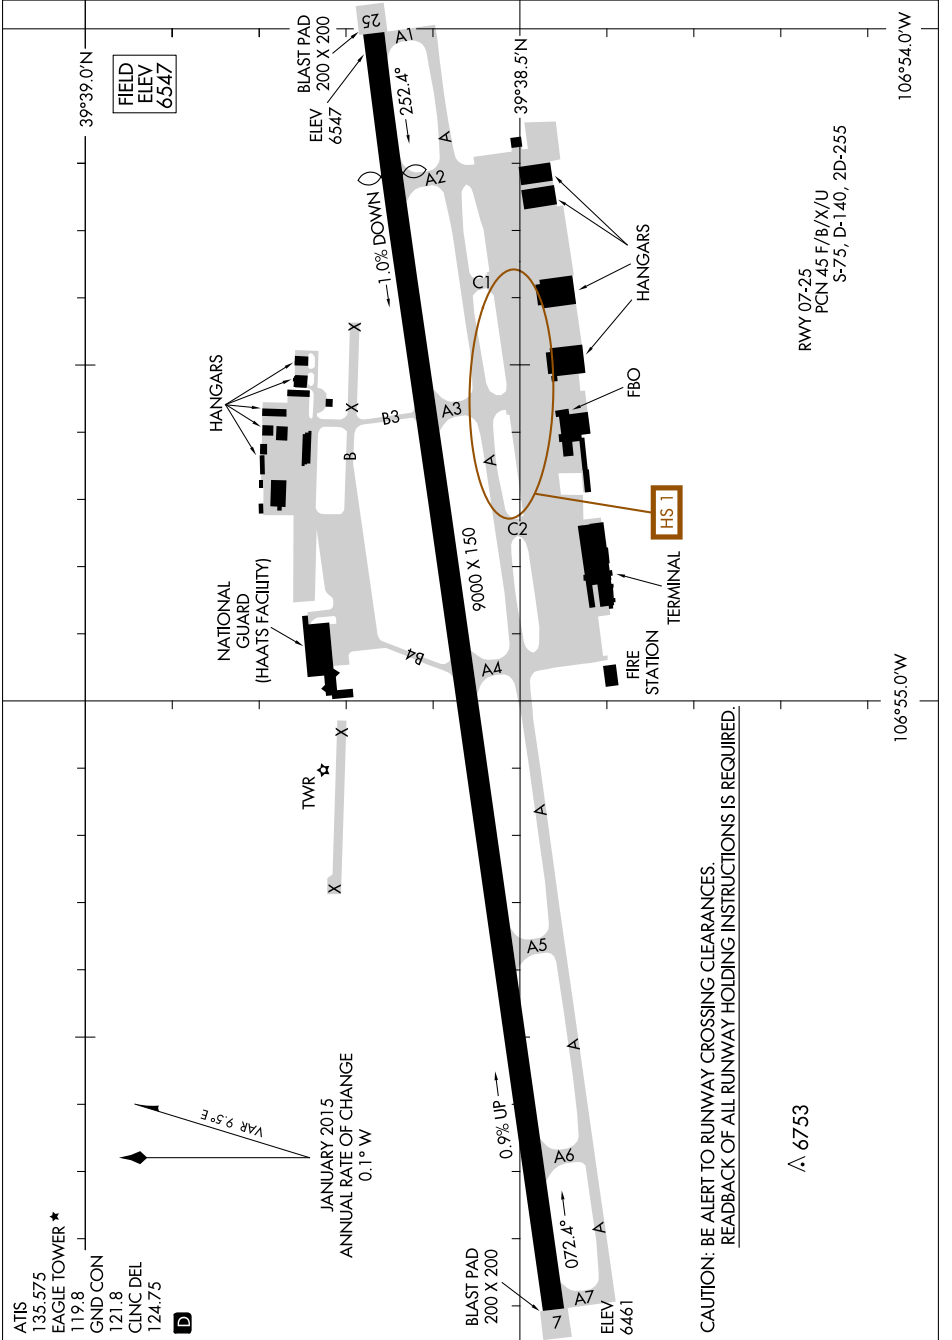 ATIS
135.575
EAGLE TOWER ★
119.8
GND CON
121.8
CLNC DEL
124.75
D
FIELD
ELEV
6547
39°39.0'N
39°38.5'N
106°54.0'W
106°55.0'W
BLAST PAD
200 X 200
25
ELEV
6547
A1
252.4°
A
A2
1.0% DOWN
C1
HANGARS
HANGARS
X
X
B
B3
A3
A
FBO
HS 1
C2
9000 X 150
TERMINAL
NATIONAL
GUARD
(HAATS FACILITY)
B4
A4
FIRE
STATION
X
TWR
X
A
A5
A
0.9% UP
A6
072.4°
A
A7
BLAST PAD
200 X 200
7
ELEV
6461
VAR 9.5° E
JANUARY 2015
ANNUAL RATE OF CHANGE
0.1° W
RWY 07-25
PCN 45 F/B/X/U
S-75, D-140, 2D-255
CAUTION: BE ALERT TO RUNWAY CROSSING CLEARANCES.
READBACK OF ALL RUNWAY HOLDING INSTRUCTIONS IS REQUIRED.
6753